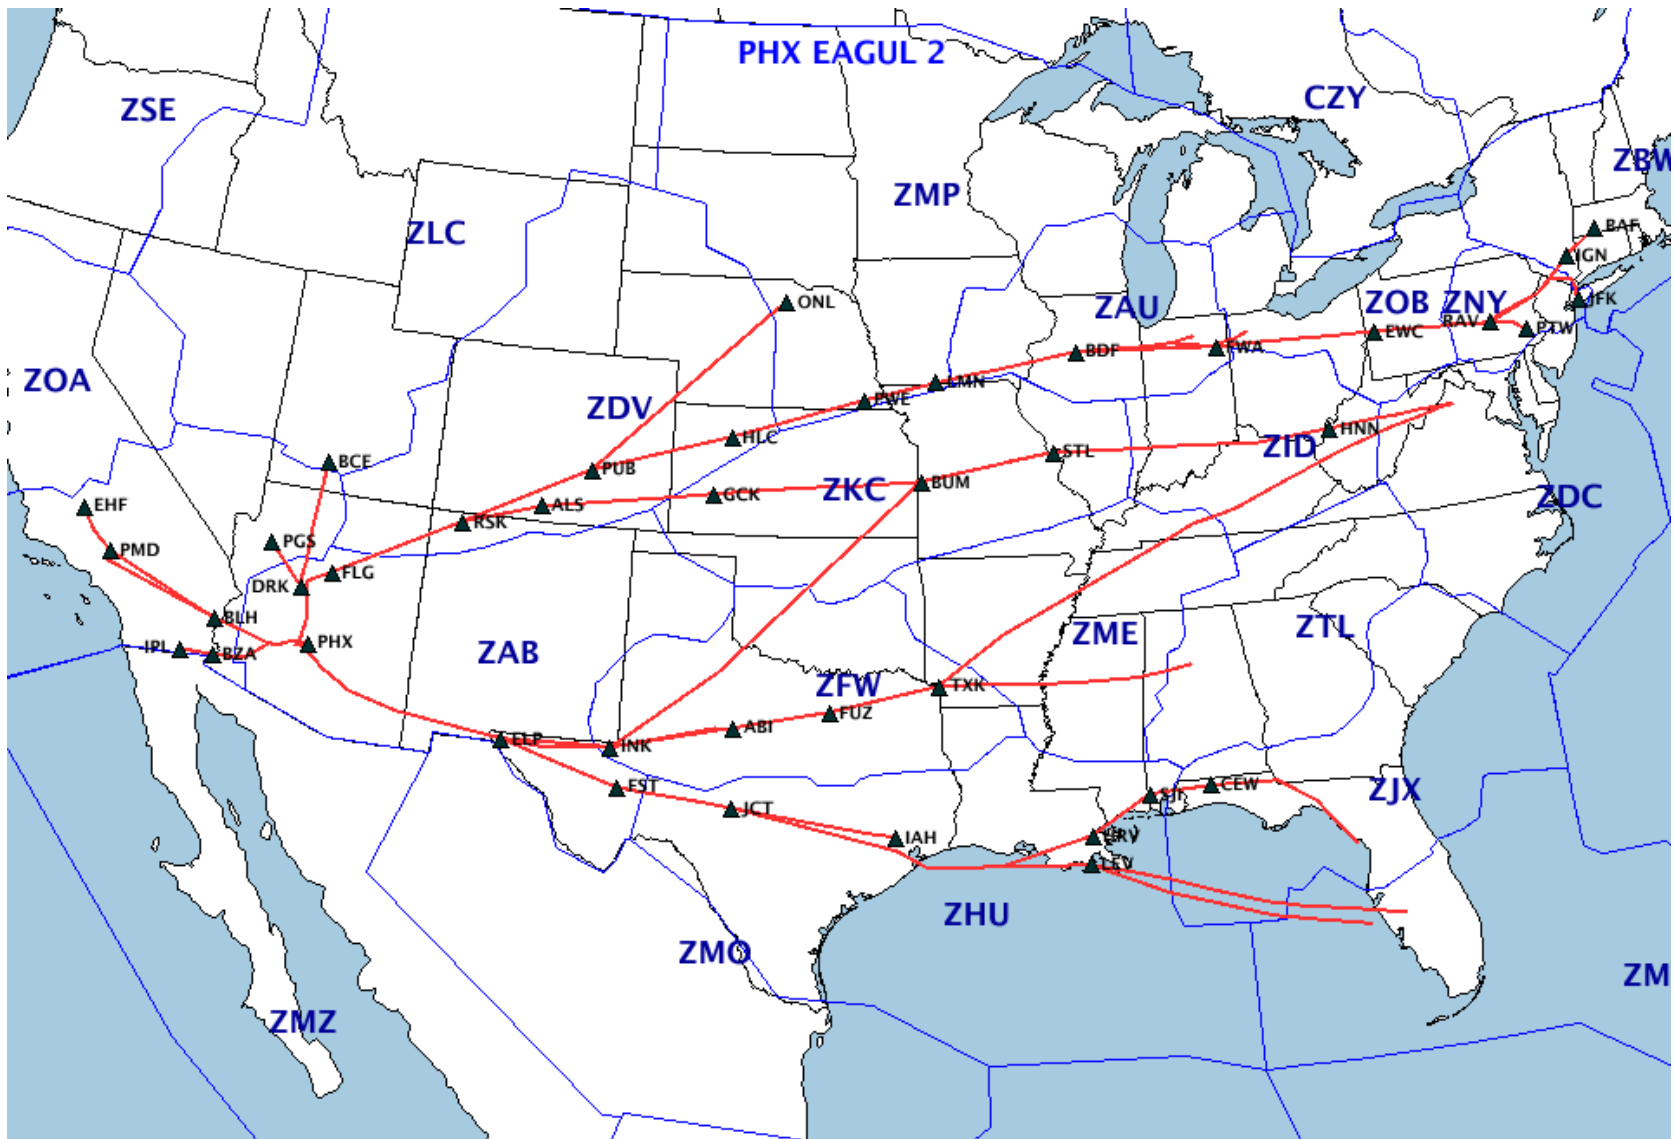 PHX EAGUL 2
CZY
ZSE
ZBW
ZMP
ZLC
BAF
IGN
ONL
ZAU
ZOB
ZNY
JFK
RAV
PTW
EWC
FWA
BDF
ZOA
LMN
PWE
ZDV
HLC
HNN
ZID
STL
BCE
PUB
BUM
ZKC
GCK
ZDC
ALS
EHF
RSK
PGS
PMD
FLG
DRK
BLH
ZTL
ZME
PHX
IPL
BZA
ZAB
ZFW
TXK
FUZ
ABI
ELP
INK
FST
CEW
ZJX
SJI
JCT
IAH
LEV
ZHU
ZMO
ZM
ZMZ